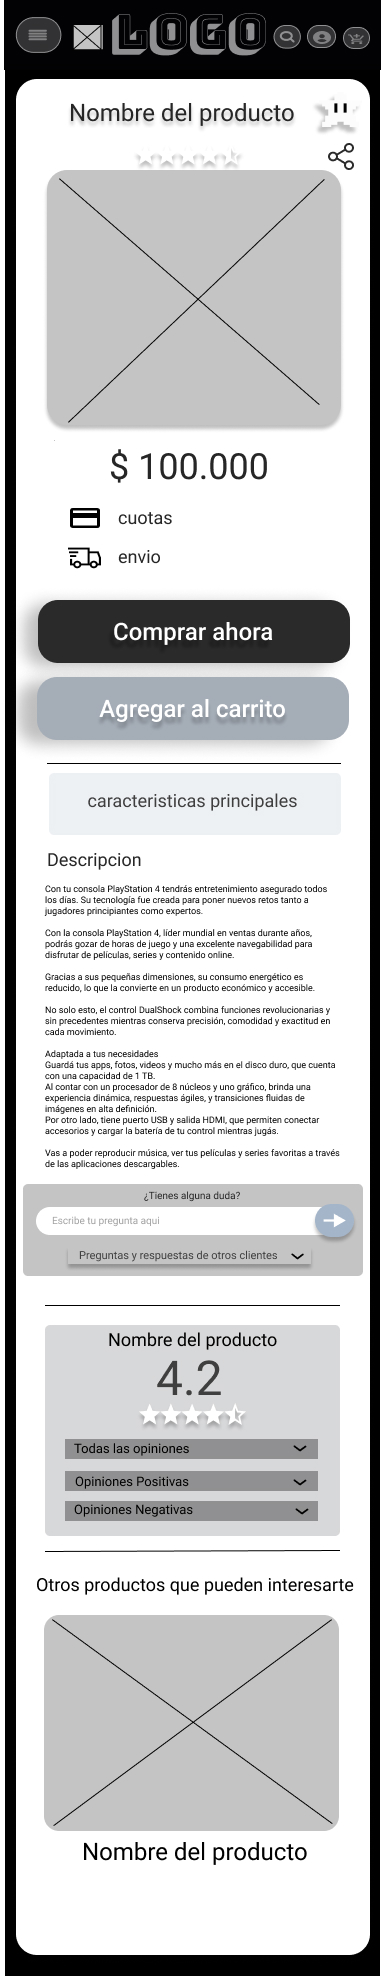 LOGO
Nombre del producto
$ 100.000
cuotas
envio
Comprar ahora
Agregar al carrito
caracteristicas principales
Descripcion
Con tu consola PlayStation 4 tendrás entretenimiento asegurado todos
los días. Su tecnología fue creada para poner nuevos retos tanto a
jugadores principiantes como expertos.
Con la consola PlayStation 4, líder mundial en ventas durante años,
podrás gozar de horas de juego y una excelente navegabilidad para
disfrutar de películas, series y contenido online.
Gracias a sus pequeñas dimensiones, su consumo energético es
reducido, lo que la convierte en un producto económico y accesible.
No solo esto, el control DualShock combina funciones revolucionarias y
sin precedentes mientras conserva precisión, comodidad y exactitud en
cada movimiento.
Adaptada a tus necesidades
Guardá tus apps, fotos, videos y mucho más en el disco duro, que cuenta
con una capacidad de 1 TB.
Al contar con un procesador de 8 núcleos y uno gráfico, brinda una
experiencia dinámica, respuestas ágiles, y transiciones fluidas de
imágenes en alta definición.
Por otro lado, tiene puerto USB y salida HDMI, que permiten conectar
accesorios y cargar la batería de tu control mientras jugás.
Vas a poder reproducir música, ver tus películas y series favoritas a través
de las aplicaciones descargables.
¿Tienes alguna duda?
Escribe tu pregunta aqui
Preguntas y respuestas de otros clientes
Nombre del producto
4.2
Todas las opiniones
Opiniones Positivas
Opiniones Negativas
Otros productos que pueden interesarte
Nombre del producto